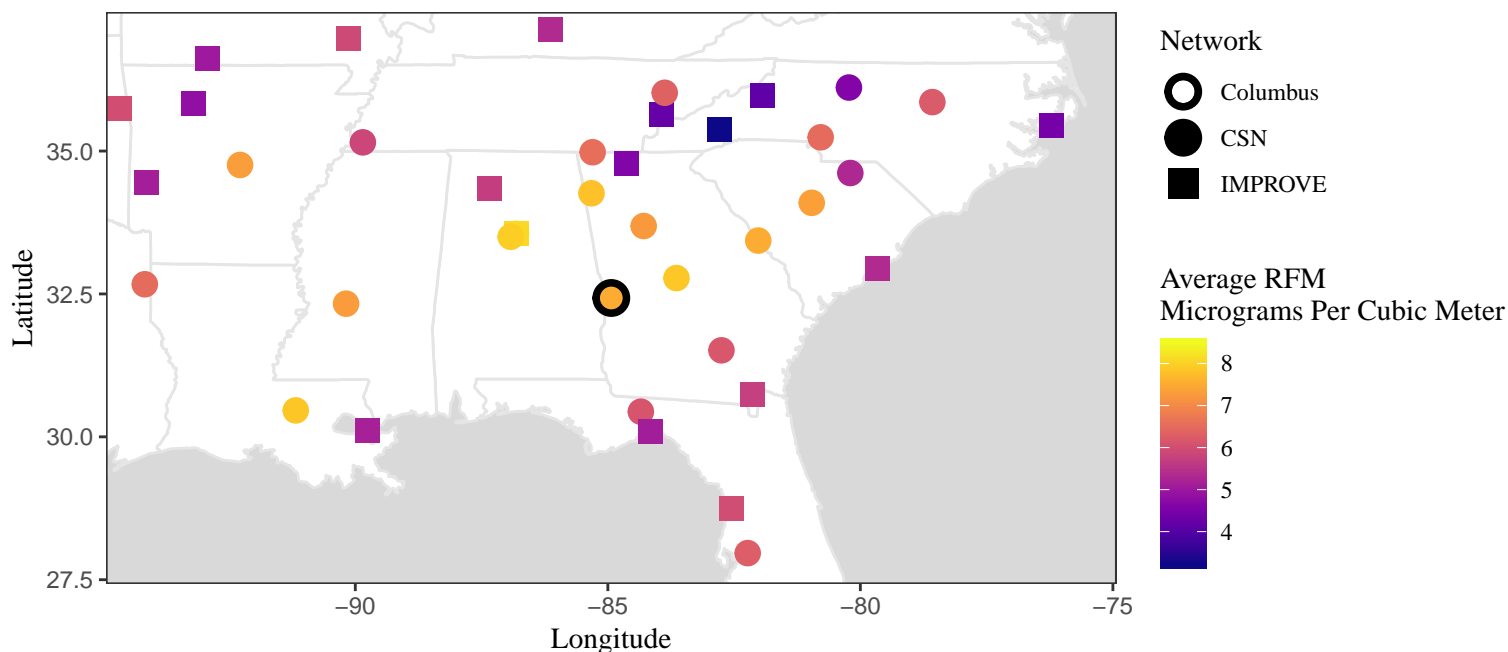 35.0
32.5
30.0
27.5
Latitude
−90
−85
−80
−75
Longitude
Network
Columbus
CSN
IMPROVE
Average RFM
Micrograms Per Cubic Meter
8
7
6
5
4